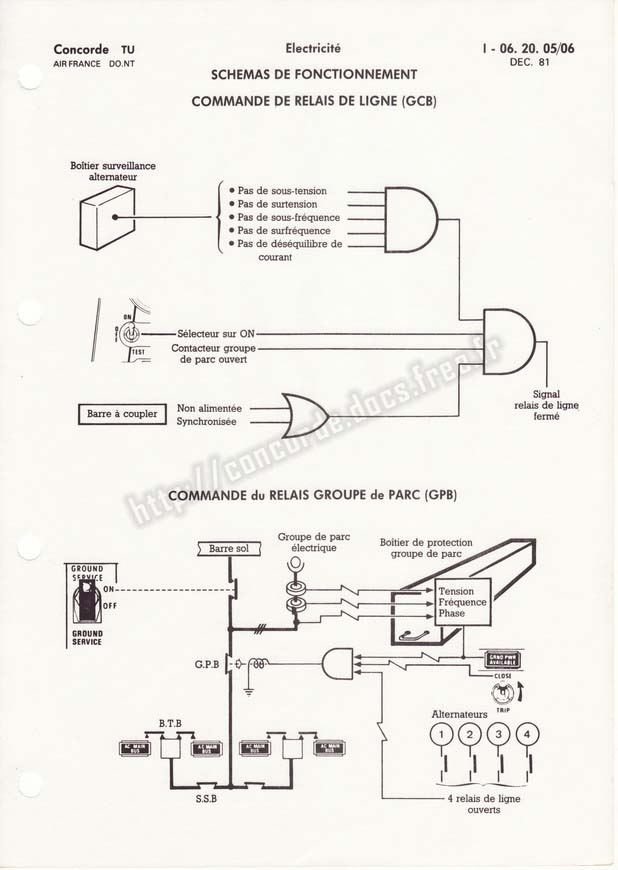 Concorde TU
AIR FRANCE DO.NT
Electricité
I - 06. 20. 05/06
DEC. 81
SCHEMAS DE FONCTIONNEMENT
COMMANDE DE RELAIS DE LIGNE (GCB)
Boîtier surveillance
alternateur
• Pas de sous-tension
• Pas de surtension
• Pas de sous-fréquence
• Pas de surfréquence
• Pas de déséquilibre de
courant
ON
OFF
TEST
Sélecteur sur ON
Contacteur groupe
de parc ouvert
Signal
relais de ligne
fermé
Barre à coupler
Non alimentée
Synchronisée
http://concorde.docs.free.fr
COMMANDE du RELAIS GROUPE de PARC (GPB)
Barre sol
Groupe de parc
électrique
Boîtier de protection
groupe de parc
GROUND
SERVICE
ON
OFF
GROUND
SERVICE
Tension
Fréquence
Phase
G.P.B
GRND PWR
AVAILABLE
CLOSE
TRIP
B.T.B
Alternateurs
1 2 3 4
AC MAIN
BUS
AC MAIN
BUS
AC MAIN
BUS
AC MAIN
BUS
S.S.B
4 relais de ligne
ouverts